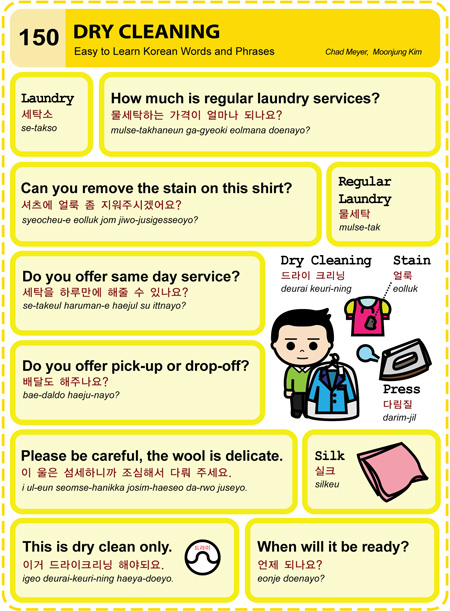 150
DRY CLEANING
Easy to Learn Korean Words and Phrases
Chad Meyer, Moonjung Kim
Laundry
세탁소
se-takso
How much is regular laundry services?
물세탁하는 가격이 얼마나 되나요?
mulse-takhaneun ga-gyeoki eolmana doenayo?
Can you remove the stain on this shirt?
셔츠에 얼룩 좀 지워주시겠어요?
syeocheu-e eolluk jom jiwo-jusigesseoyo?
Regular
Laundry
물세탁
mulse-tak
Do you offer same day service?
세탁을 하루만에 해줄 수 있나요?
se-takeul haruman-e haejul su ittnayo?
Dry Cleaning
드라이 크리닝
deurai keuri-ning
Stain
얼룩
eolluk
Do you offer pick-up or drop-off?
배달도 해주나요?
bae-daldo haeju-nayo?
Press
다림질
darim-jil
Please be careful, the wool is delicate.
이 울은 섬세하니까 조심해서 다뤄 주세요.
i ul-eun seomse-hanikka josim-haeseo da-rwo juseyo.
Silk
실크
silkeu
This is dry clean only.
이거 드라이크리닝 해야되요.
igeo deurai-keuri-ning haeya-doeyo.
드라이
When will it be ready?
언제 되나요?
eonje doenayo?